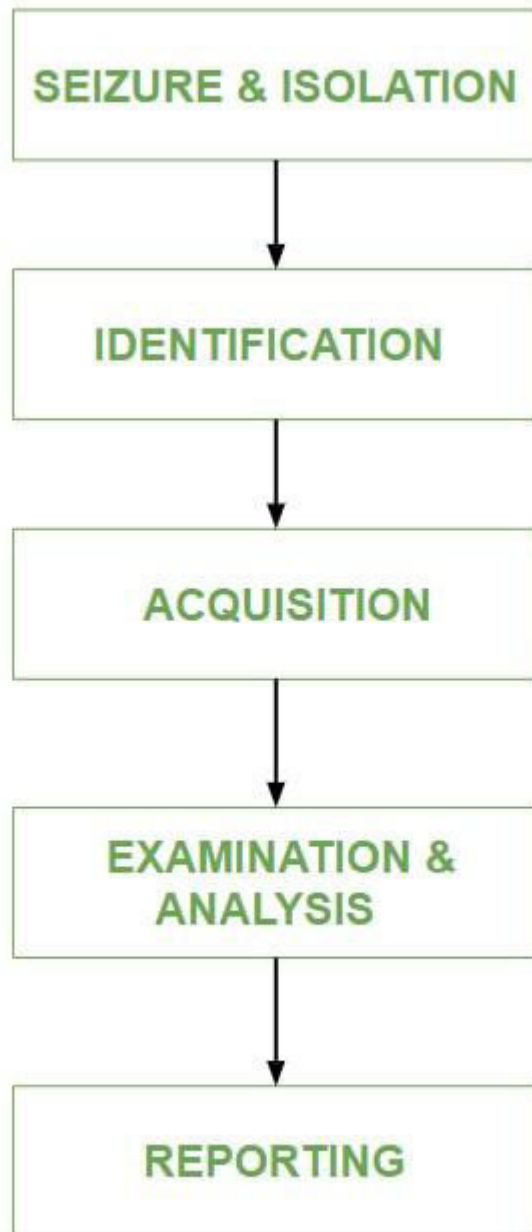 SEIZURE & ISOLATION
IDENTIFICATION
ACQUISITION
EXAMINATION &
ANALYSIS
REPORTING